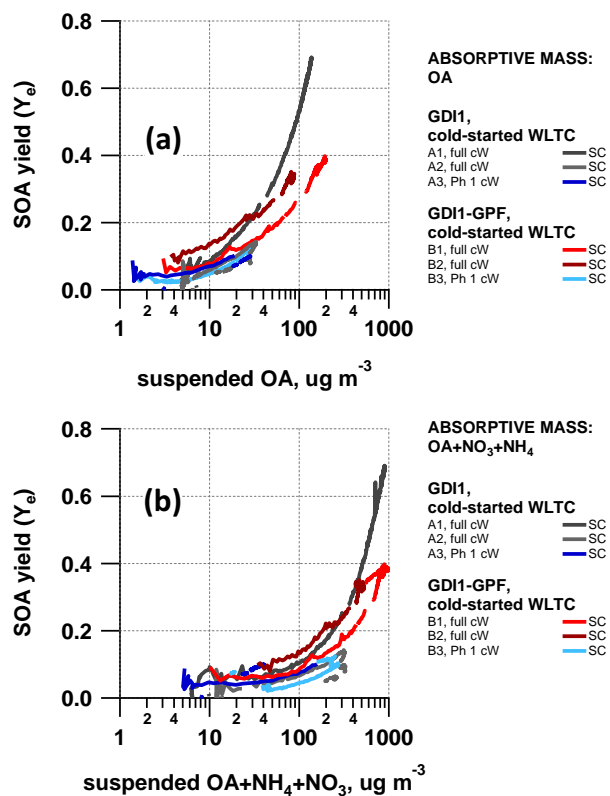 0.8
0.6
0.4
0.2
0.0
SOA yield (Yₑ)
(a)
1 2 4 10 2 4 100 2 4 1000
suspended OA, ug m⁻³
ABSORPTIVE MASS:
OA
GDI1,
cold-started WLTC
A1, full cW SC
A2, full cW SC
A3, Ph 1 cW SC
GDI1-GPF,
cold-started WLTC
B1, full cW SC
B2, full cW SC
B3, Ph 1 cW SC
0.8
0.6
0.4
0.2
0.0
SOA yield (Yₑ)
(b)
1 2 4 10 2 4 100 2 4 1000
suspended OA+NH₄+NO₃, ug m⁻³
ABSORPTIVE MASS:
OA+NO₃+NH₄
GDI1,
cold-started WLTC
A1, full cW SC
A2, full cW SC
A3, Ph 1 cW SC
GDI1-GPF,
cold-started WLTC
B1, full cW SC
B2, full cW SC
B3, Ph 1 cW SC